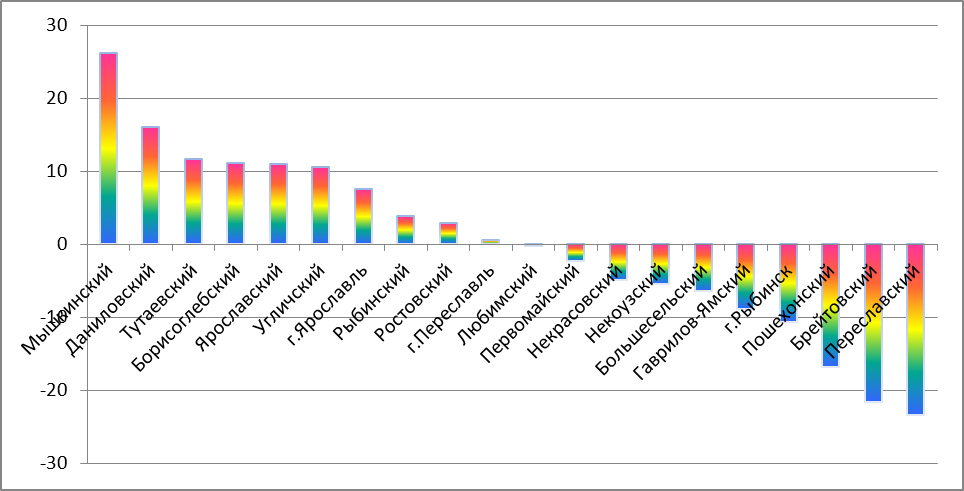 30
20
10
0
-10
-20
-30
Мышкинский
Даниловский
Тутаевский
Борисоглебский
Ярославский
Угличский
г.Ярославль
Рыбинский
Ростовский
г.Переславль
Любимский
Первомайский
Некрасовский
Некоузский
Большесельский
Гаврилов-Ямский
г.Рыбинск
Пошехонский
Брейтовский
Переславский